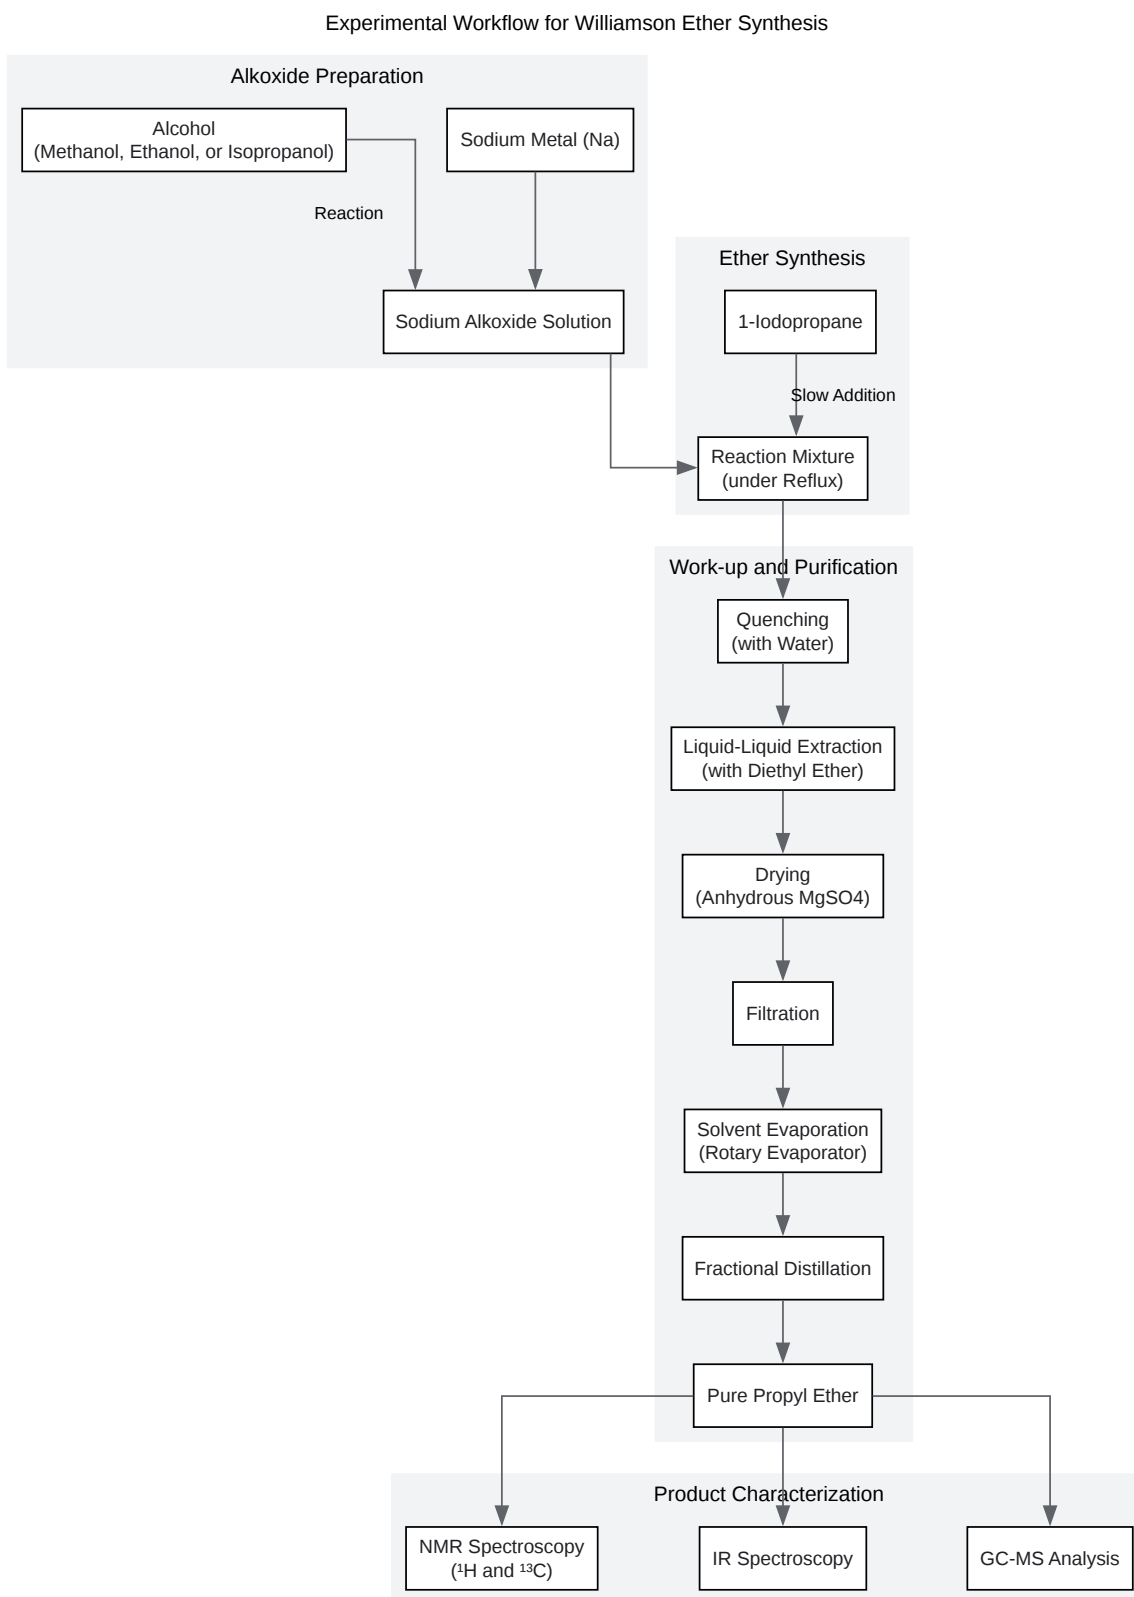 Experimental Workflow for Williamson Ether Synthesis
Alkoxide Preparation
Alcohol
(Methanol, Ethanol, or Isopropanol)
Sodium Metal (Na)
Reaction
Sodium Alkoxide Solution
Ether Synthesis
1-Iodopropane
Slow Addition
Reaction Mixture
(under Reflux)
Work-up and Purification
Quenching
(with Water)
Liquid-Liquid Extraction
(with Diethyl Ether)
Drying
(Anhydrous MgSO4)
Filtration
Solvent Evaporation
(Rotary Evaporator)
Fractional Distillation
Pure Propyl Ether
Product Characterization
NMR Spectroscopy
(¹H and ¹³C)
IR Spectroscopy
GC-MS Analysis